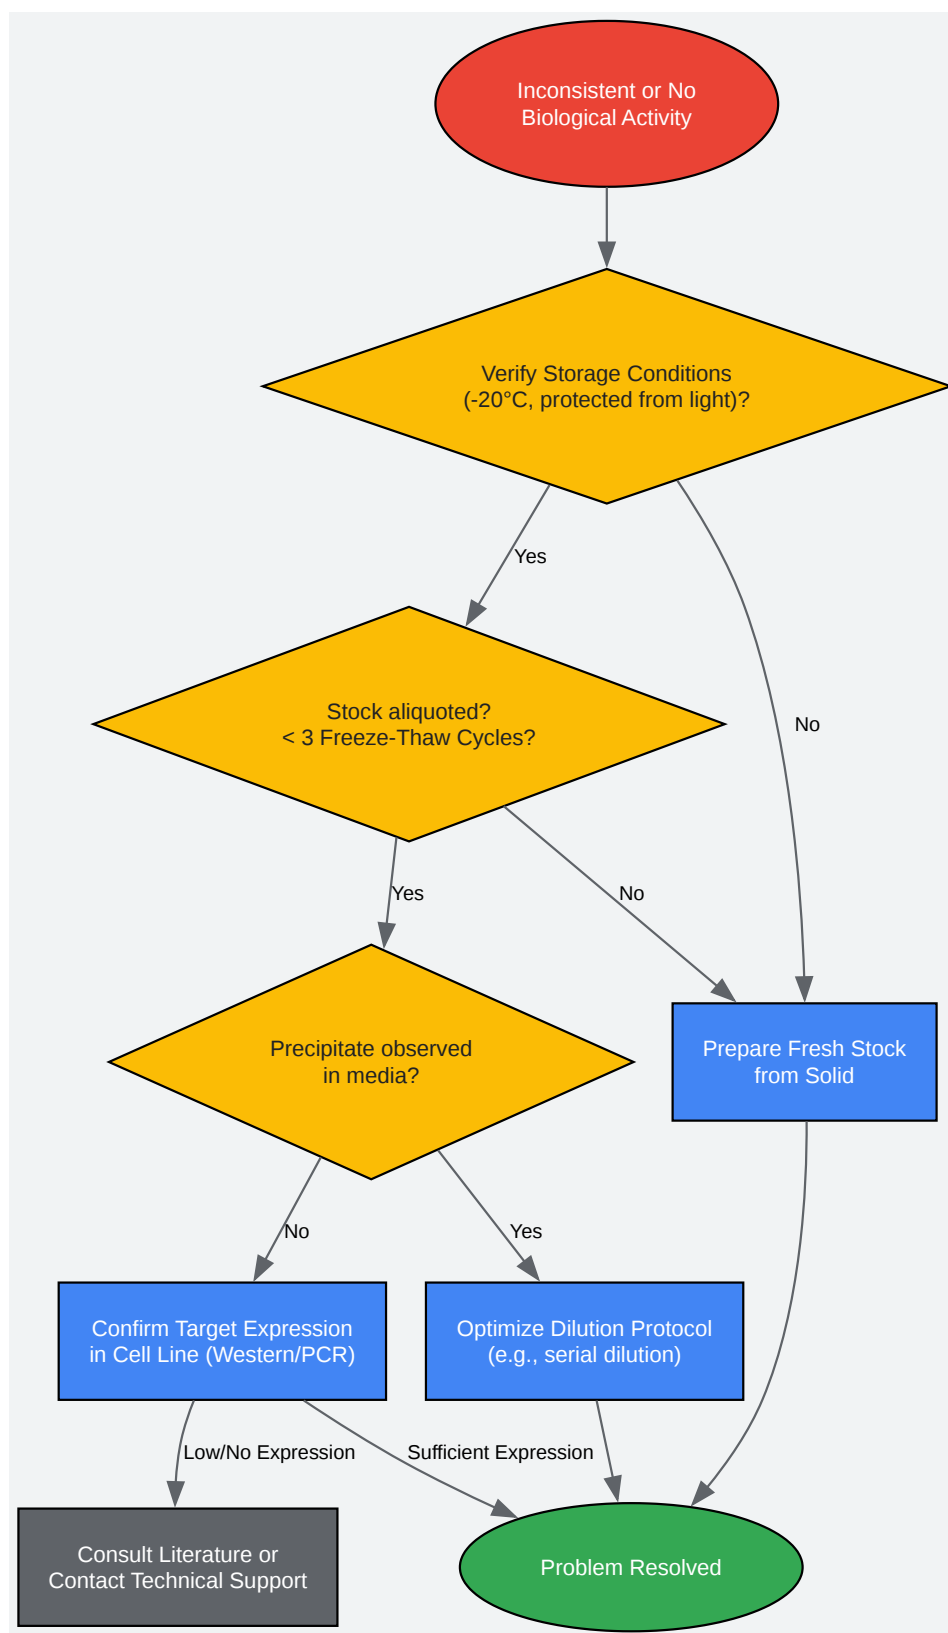 Inconsistent or No
Biological Activity
Verify Storage Conditions
(-20°C, protected from light)?
Yes
No
Stock aliquoted?
< 3 Freeze-Thaw Cycles?
Yes
No
Precipitate observed
in media?
Prepare Fresh Stock
from Solid
No
Yes
Confirm Target Expression
in Cell Line (Western/PCR)
Optimize Dilution Protocol
(e.g., serial dilution)
Low/No Expression
Sufficient Expression
Consult Literature or
Contact Technical Support
Problem Resolved